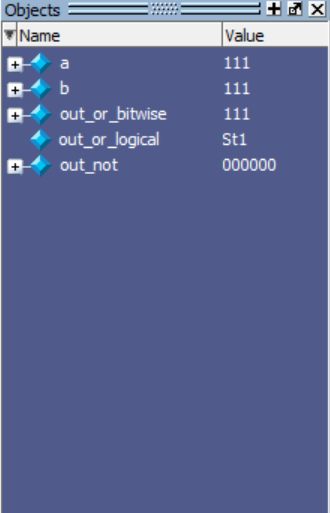 Objects
Name Value
a 111
b 111
out_or_bitwise 111
out_or_logical St1
out_not 000000